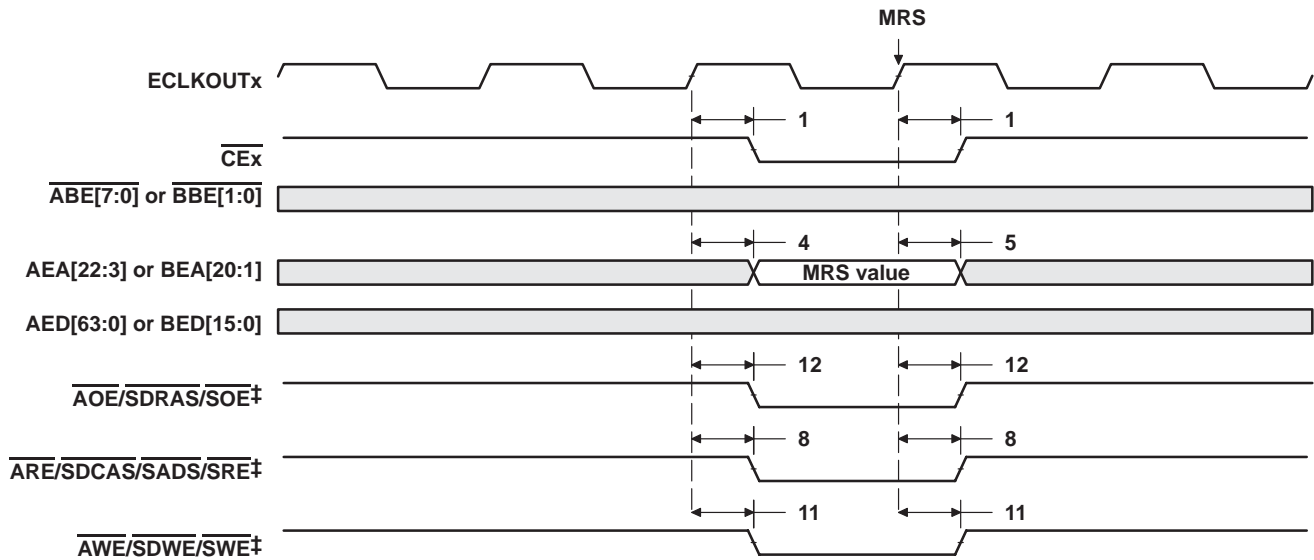 MRS
ECLKOUTx
1 1
CEx
ABE[7:0] or BBE[1:0]
4 5
AEA[22:3] or BEA[20:1] MRS value
AED[63:0] or BED[15:0]
12 12
AOE/SDRAS/SOE‡
8 8
ARE/SDCAS/SADS/SRE‡
11 11
AWE/SDWE/SWE‡